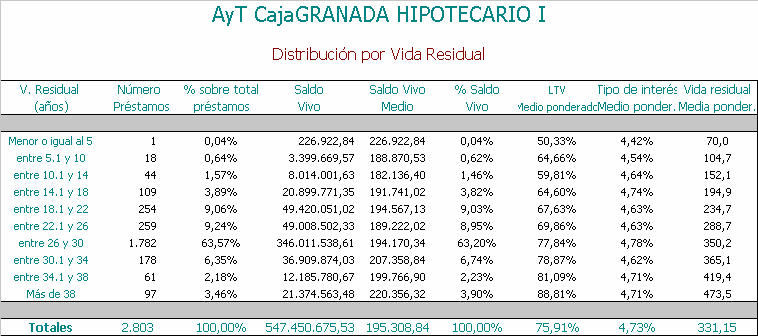 AyT CajaGRANADA HIPOTECARIO I
Distribución por Vida Residual
V. Residual Número % sobre total Saldo Saldo Vivo % Saldo LTV Tipo de interés Vida residual
(años) Préstamos préstamos Vivo Medio Vivo Medio ponderado Medio ponder. Media ponder.
Menor o igual al 5 1 0,04% 226.922,84 226.922,84 0,04% 50,33% 4,42% 70,0
entre 5.1 y 10 18 0,64% 3.399.669,57 188.870,53 0,62% 64,66% 4,54% 104,7
entre 10.1 y 14 44 1,57% 8.014.001,63 182.136,40 1,46% 59,81% 4,64% 152,1
entre 14.1 y 18 109 3,89% 20.899.771,35 191.741,02 3,82% 64,60% 4,74% 194,9
entre 18.1 y 22 254 9,06% 49.420.051,02 194.567,13 9,03% 67,63% 4,67% 234,7
entre 22.1 y 26 259 9,24% 49.008.502,33 189.222,02 8,95% 69,86% 4,63% 288,7
entre 26 y 30 1.782 63,57% 346.011.538,61 194.170,34 63,20% 77,84% 4,78% 350,2
entre 30.1 y 34 178 6,35% 36.909.874,03 207.358,84 6,74% 78,87% 4,62% 365,1
entre 34.1 y 38 61 2,18% 12.185.780,67 199.766,90 2,23% 81,09% 4,71% 419,4
Más de 38 97 3,46% 21.374.563,48 220.356,32 3,90% 88,81% 4,71% 473,5
Totales 2.803 100,00% 547.450.675,53 195.308,84 100,00% 75,91% 4,73% 331,15